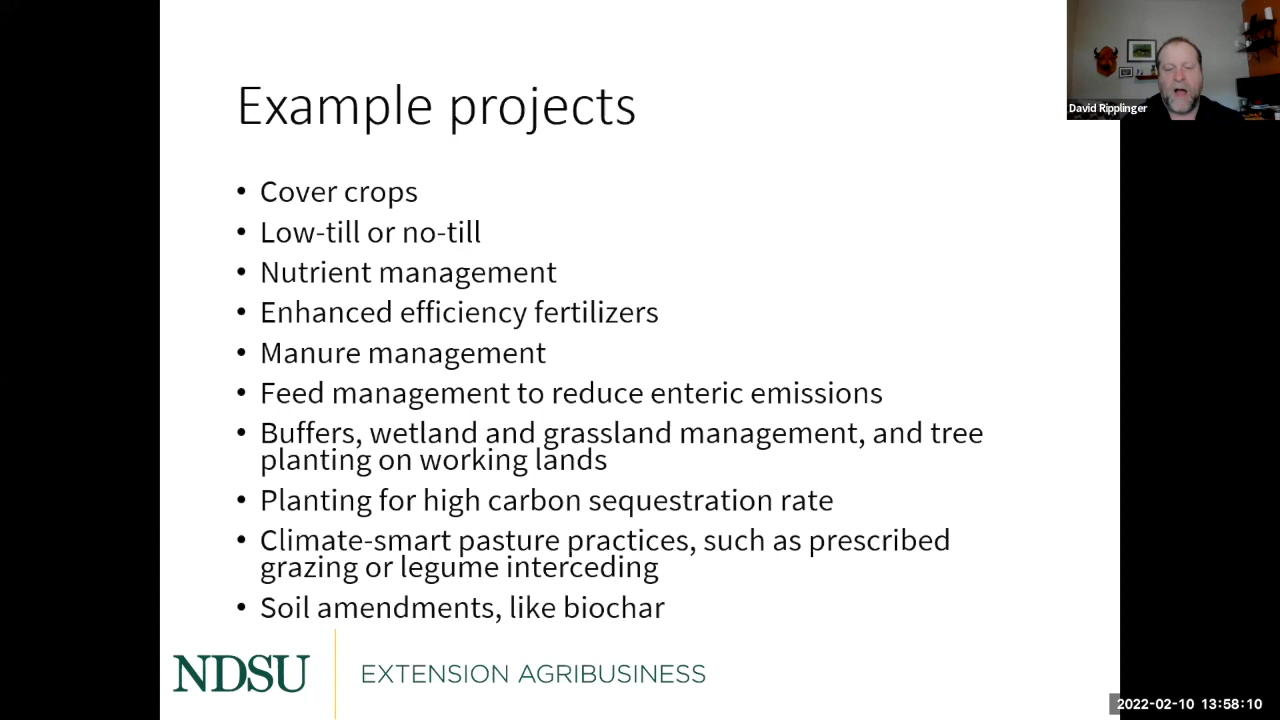 Example projects
• Cover crops
• Low-till or no-till
• Nutrient management
• Enhanced efficiency fertilizers
• Manure management
• Feed management to reduce enteric emissions
• Buffers, wetland and grassland management, and tree
planting on working lands
• Planting for high carbon sequestration rate
• Climate-smart pasture practices, such as prescribed
grazing or legume interceding
• Soil amendments, like biochar
NDSU
EXTENSION AGRIBUSINESS
David Ripplinger
2022-02-10 13:58:10